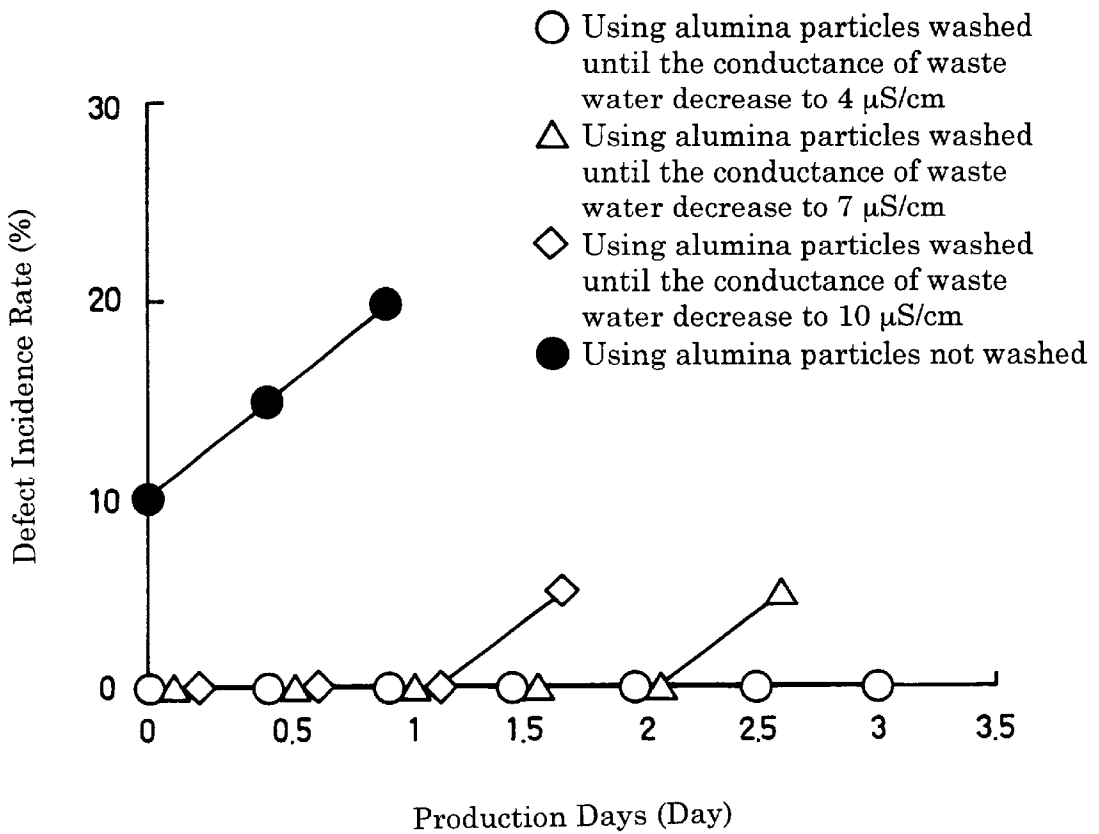 Using alumina particles washed
until the conductance of waste
water decrease to 4 μS/cm
Using alumina particles washed
until the conductance of waste
water decrease to 7 μS/cm
Using alumina particles washed
until the conductance of waste
water decrease to 10 μS/cm
Using alumina particles not washed
Defect Incidence Rate (%)
30
20
10
0
0 0.5 1 1.5 2 2.5 3 3.5
Production Days (Day)